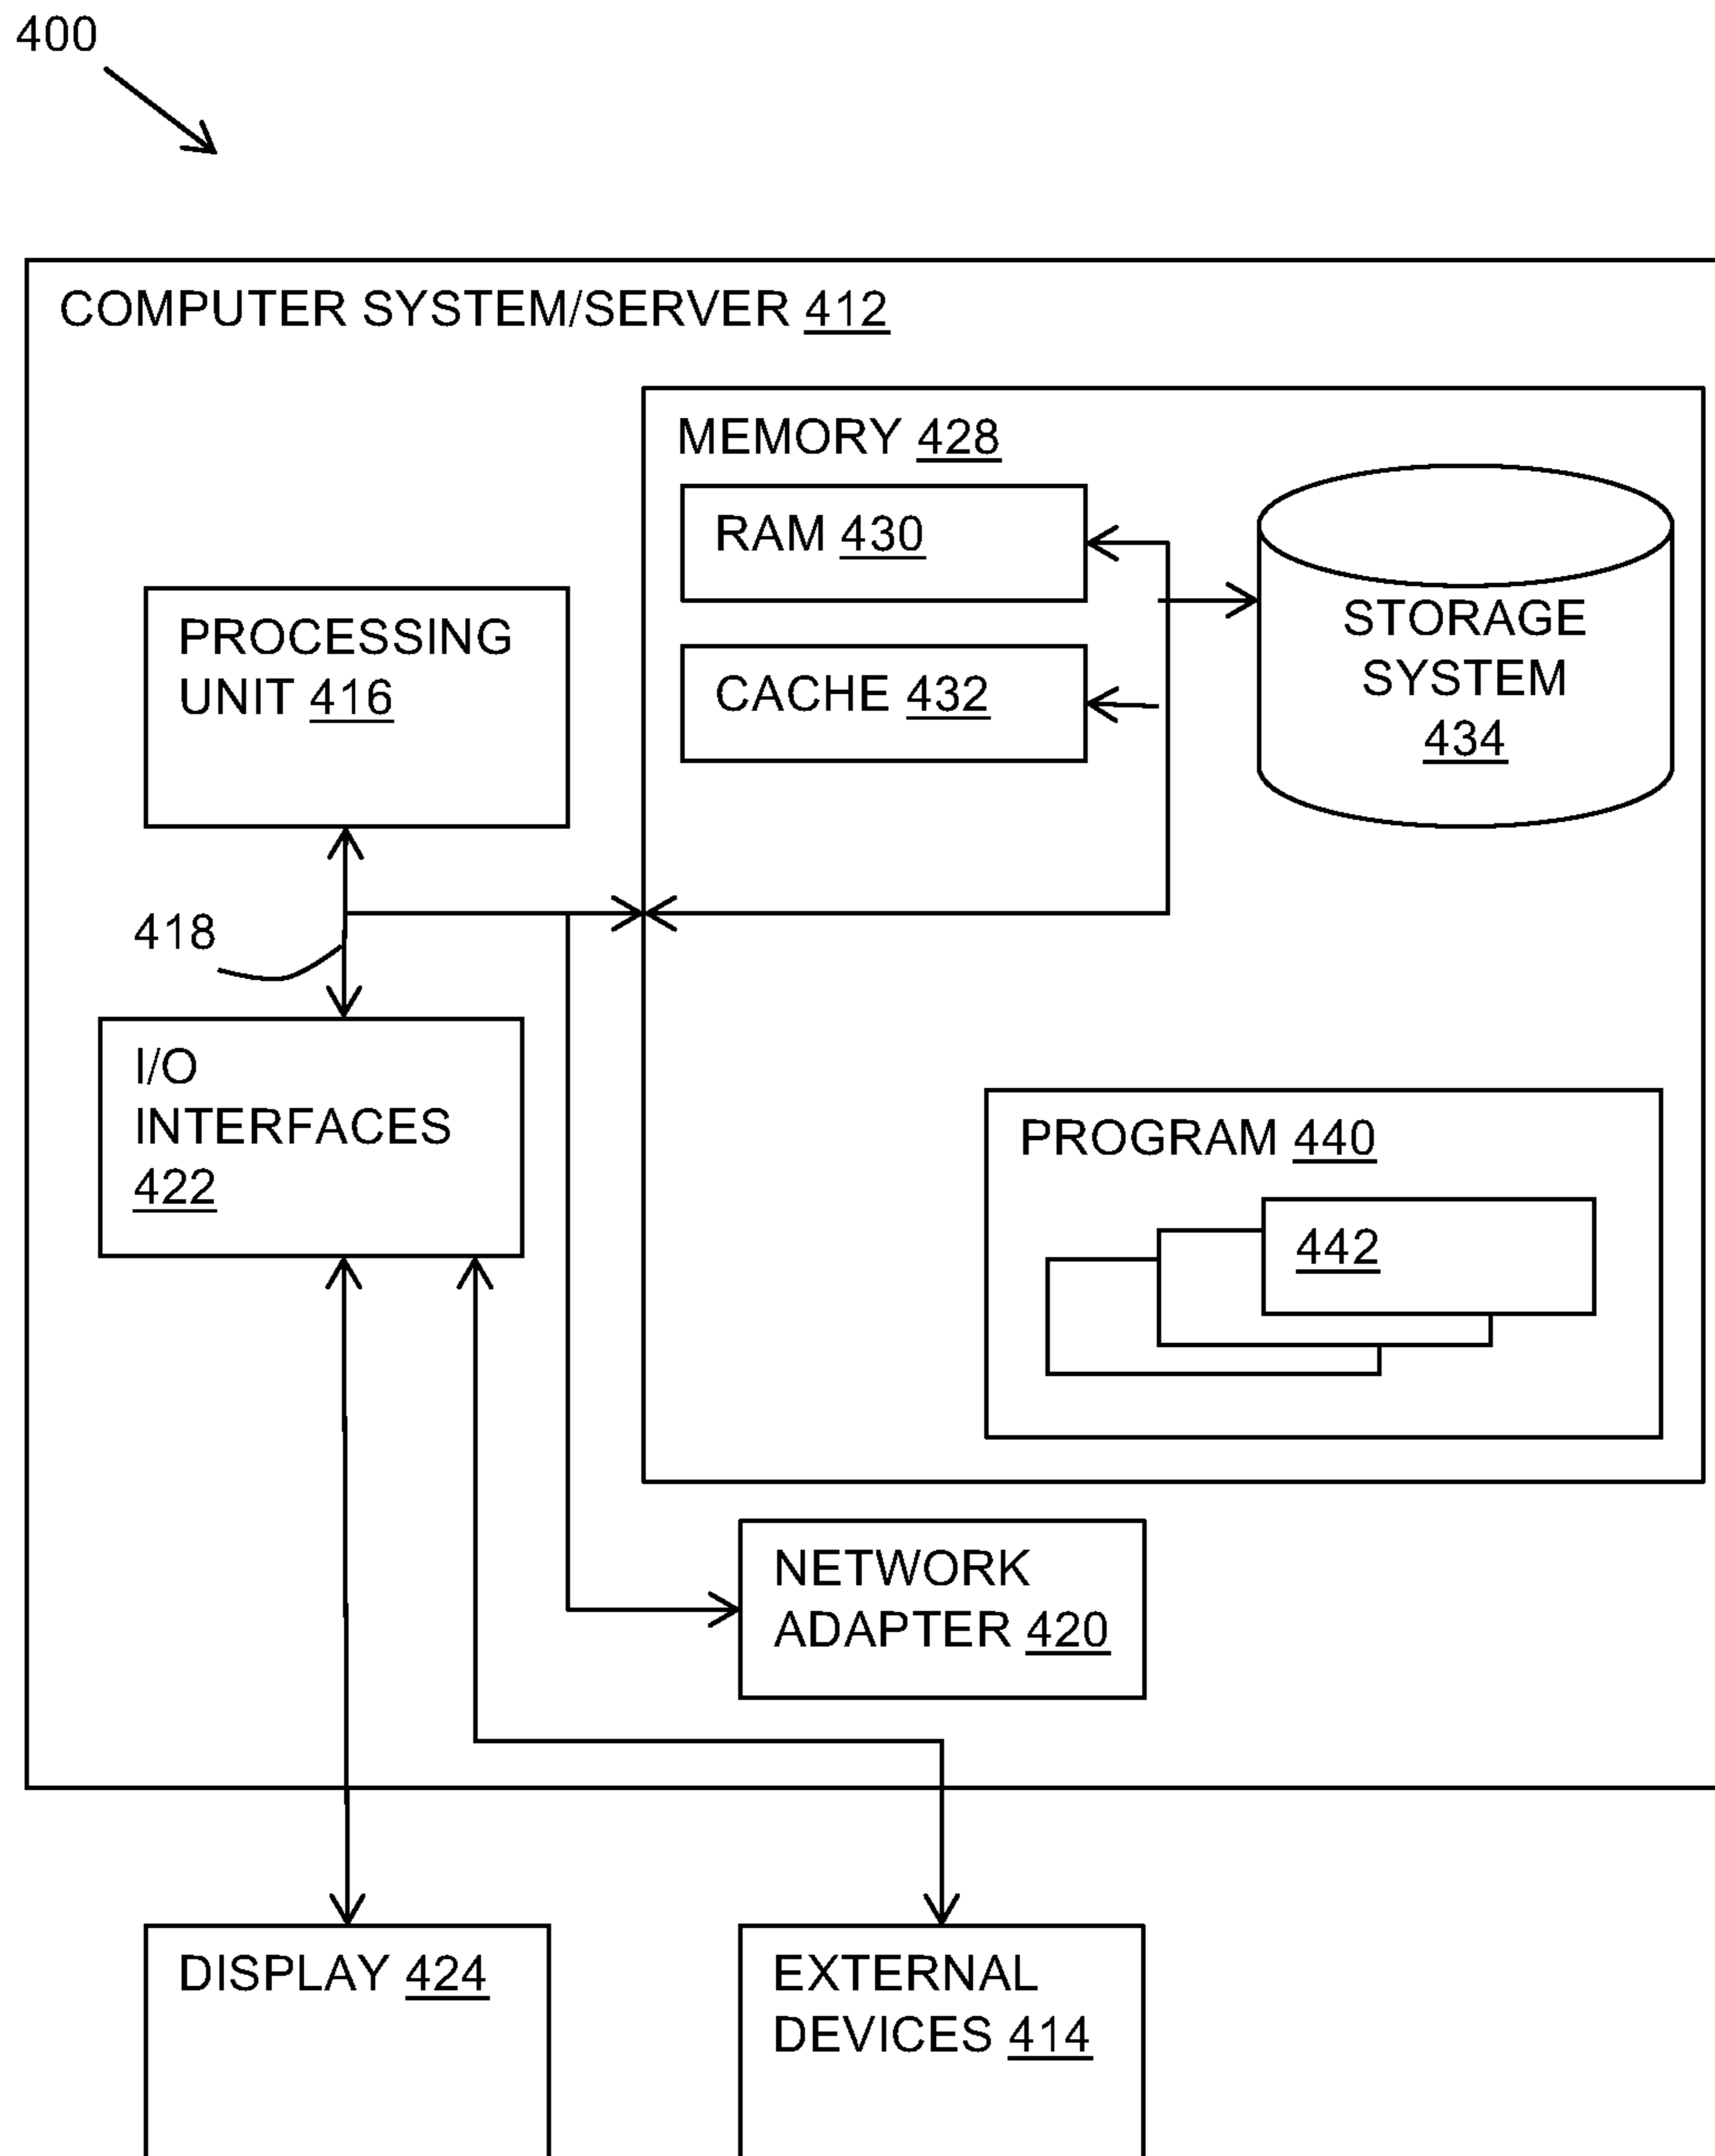 400
COMPUTER SYSTEM/SERVER 412
MEMORY 428
RAM 430
STORAGE
SYSTEM
434
PROCESSING
UNIT 416
CACHE 432
418
I/O
INTERFACES
422
PROGRAM 440
442
NETWORK
ADAPTER 420
DISPLAY 424
EXTERNAL
DEVICES 414